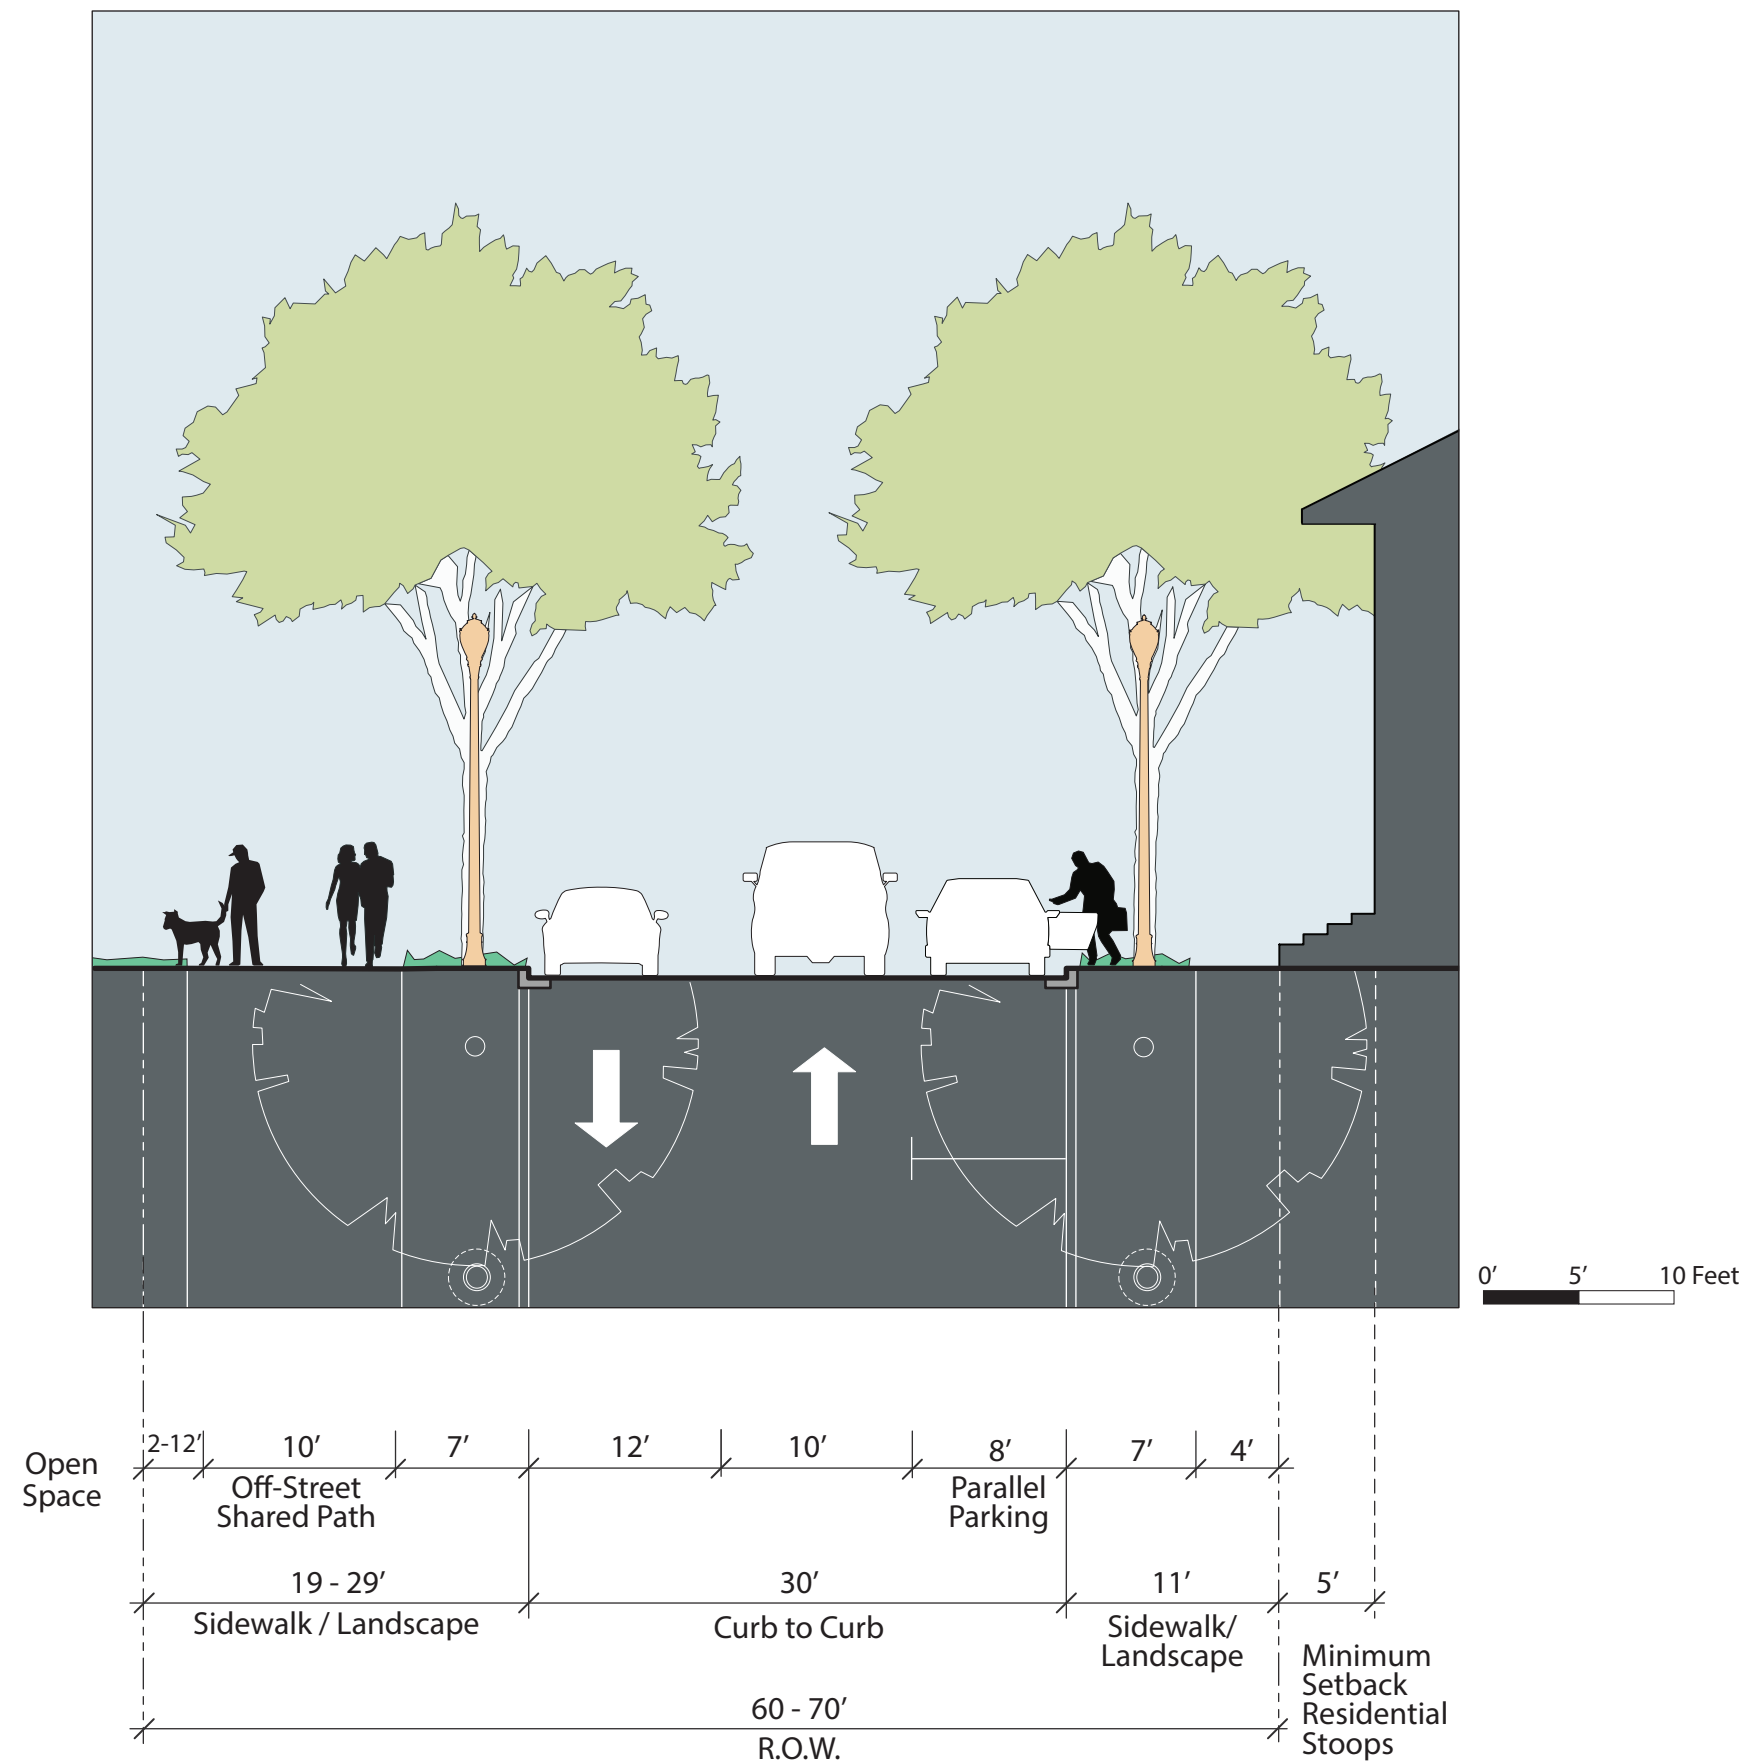 0’ 5’ 10 Feet
Open
Space
2-12’ 10’ 7’ 12’ 10’ 8’ 7’ 4’
Off-Street
Shared Path
Parallel
Parking
19 - 29’ 30’ 11’ 5’
Sidewalk / Landscape
Curb to Curb
Sidewalk/
Landscape
Minimum
Setback
Residential
Stoops
60 - 70’
R.O.W.